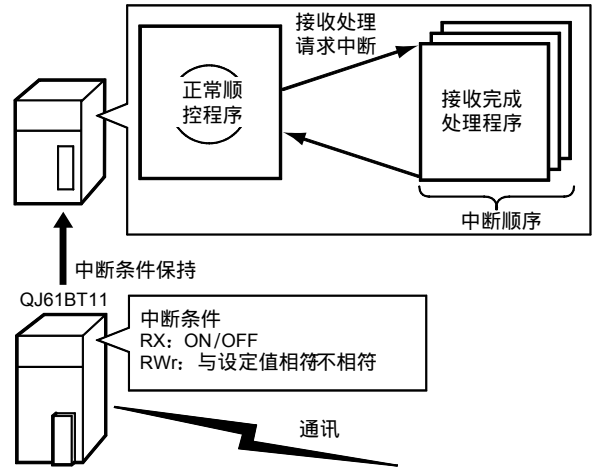 接收处理
请求中断
正常顺
控程序
接收完成
处理程序
中断顺序
中断条件保持
QJ61BT11
中断条件
RX：ON/OFF
RWr：与设定值相符/不相符
通讯